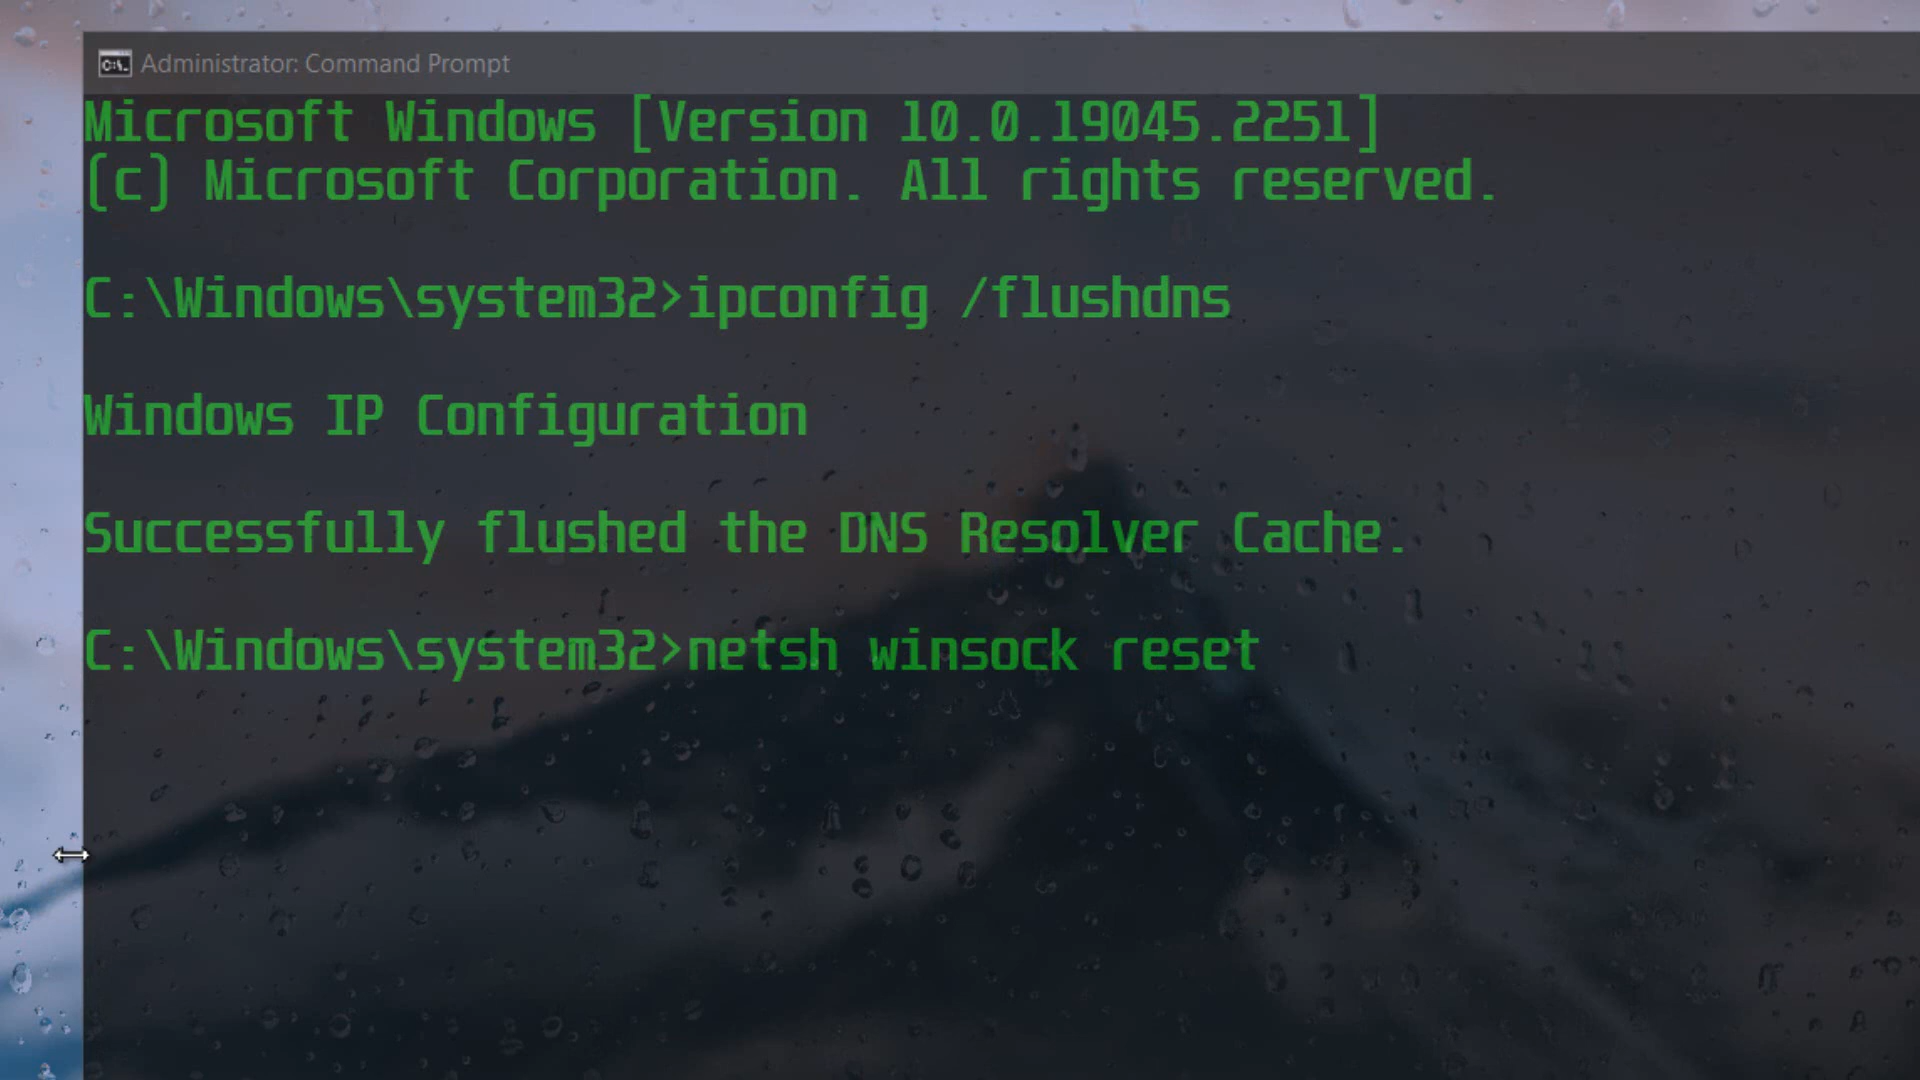 Administrator: Command Prompt
Microsoft Windows [Version 10.0.19045.2251]
(c) Microsoft Corporation. All rights reserved.
C:\Windows\system32>ipconfig /flushdns
Windows IP Configuration
Successfully flushed the DNS Resolver Cache.
C:\Windows\system32>netsh winsock reset